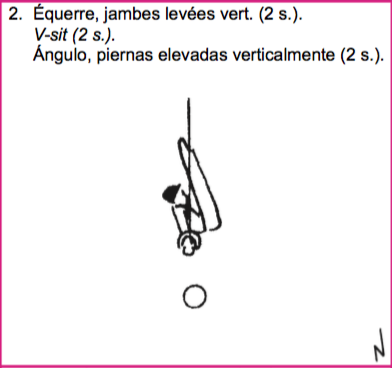 2. Équerre, jambes levées vert. (2 s.).
V-sit (2 s.).
Ángulo, piernas elevadas verticalmente (2 s.).